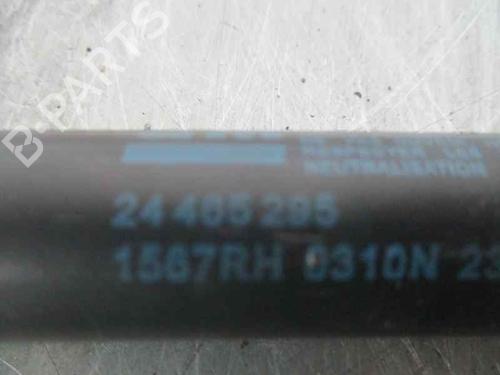 B-PARTS
NEUTRALISATION
24 465 295
1567RH 0310N 23